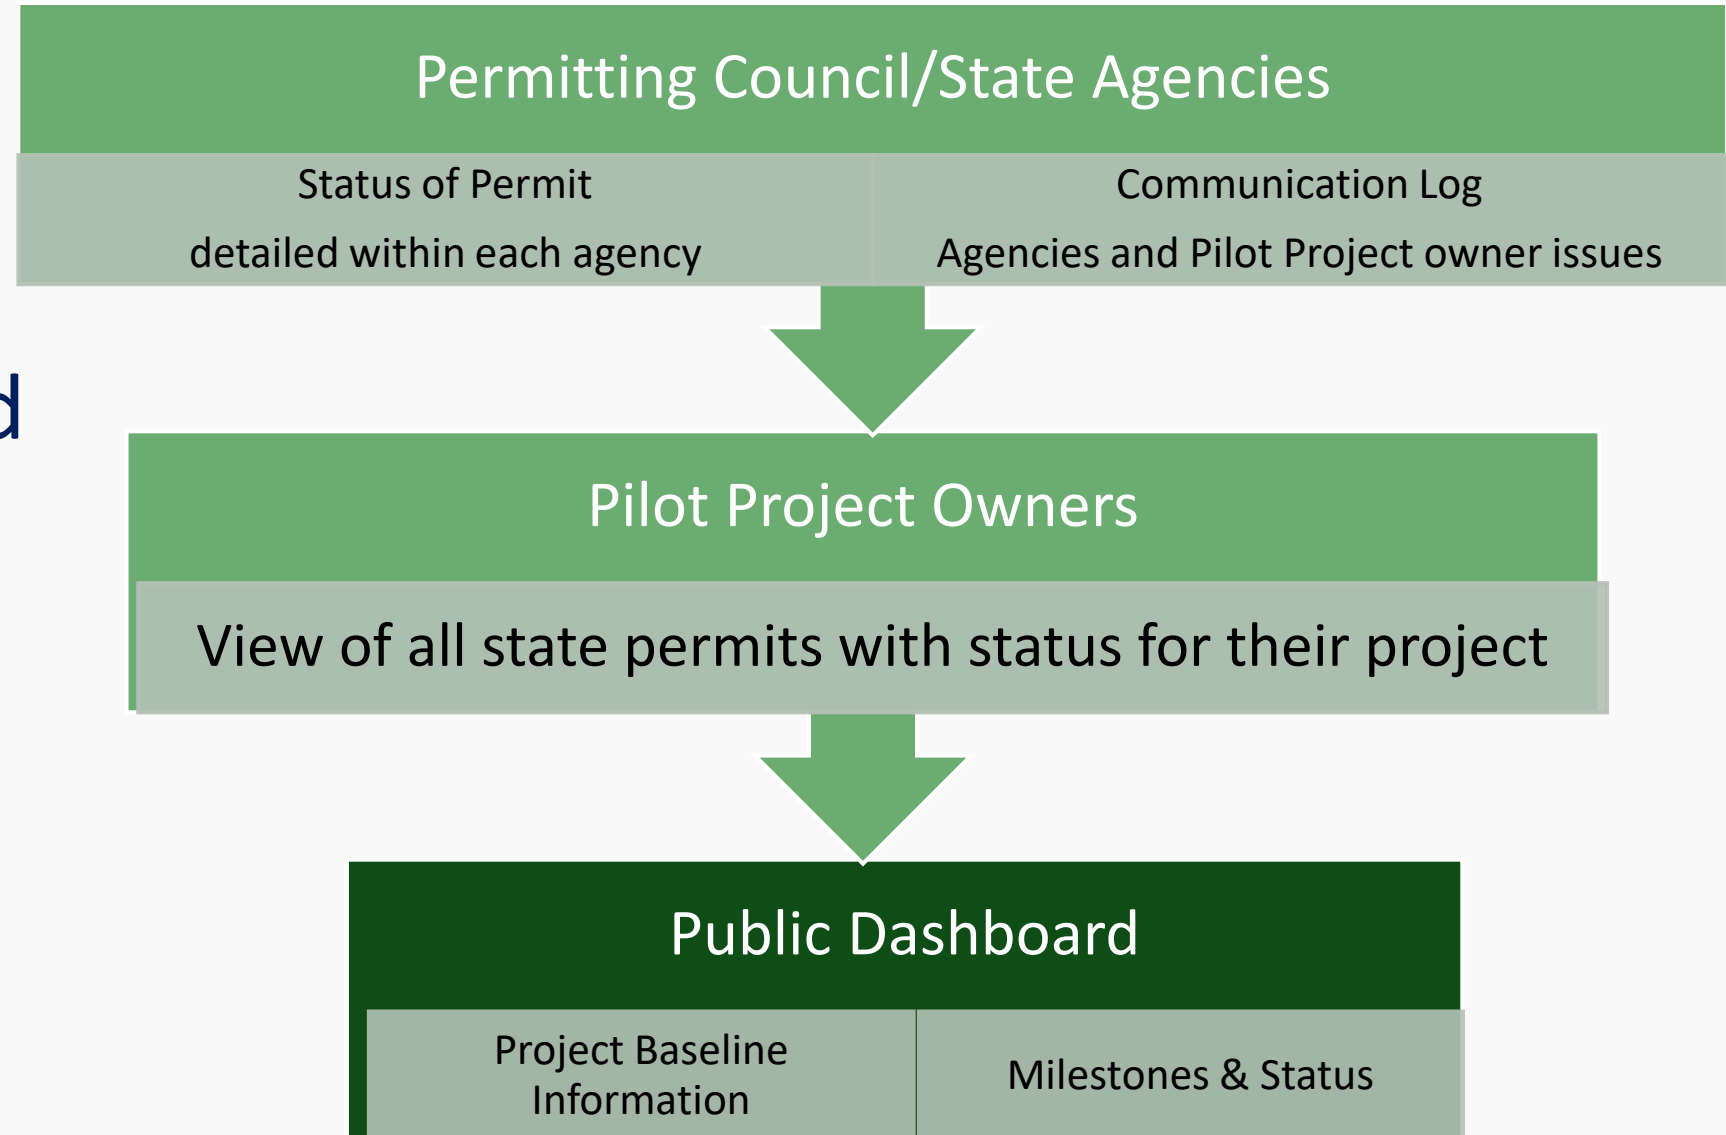 Permitting Council/State Agencies
Status of Permit
detailed within each agency
Communication Log
Agencies and Pilot Project owner issues
d
Pilot Project Owners
View of all state permits with status for their project
Public Dashboard
Project Baseline
Information
Milestones & Status